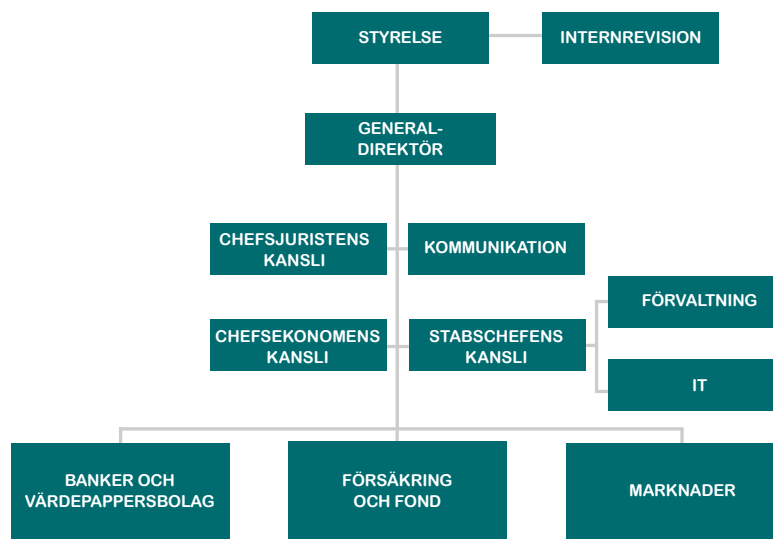 STYRELSE
INTERNREVISION
GENERAL-
DIREKTÖR
CHEFSJURISTENS
KANSLI
KOMMUNIKATION
FÖRVALTNING
CHEFSEKONOMENS
KANSLI
STABSCHEFENS
KANSLI
IT
BANKER OCH
VÄRDEPAPPERSBOLAG
FÖRSÄKRING
OCH FOND
MARKNADER